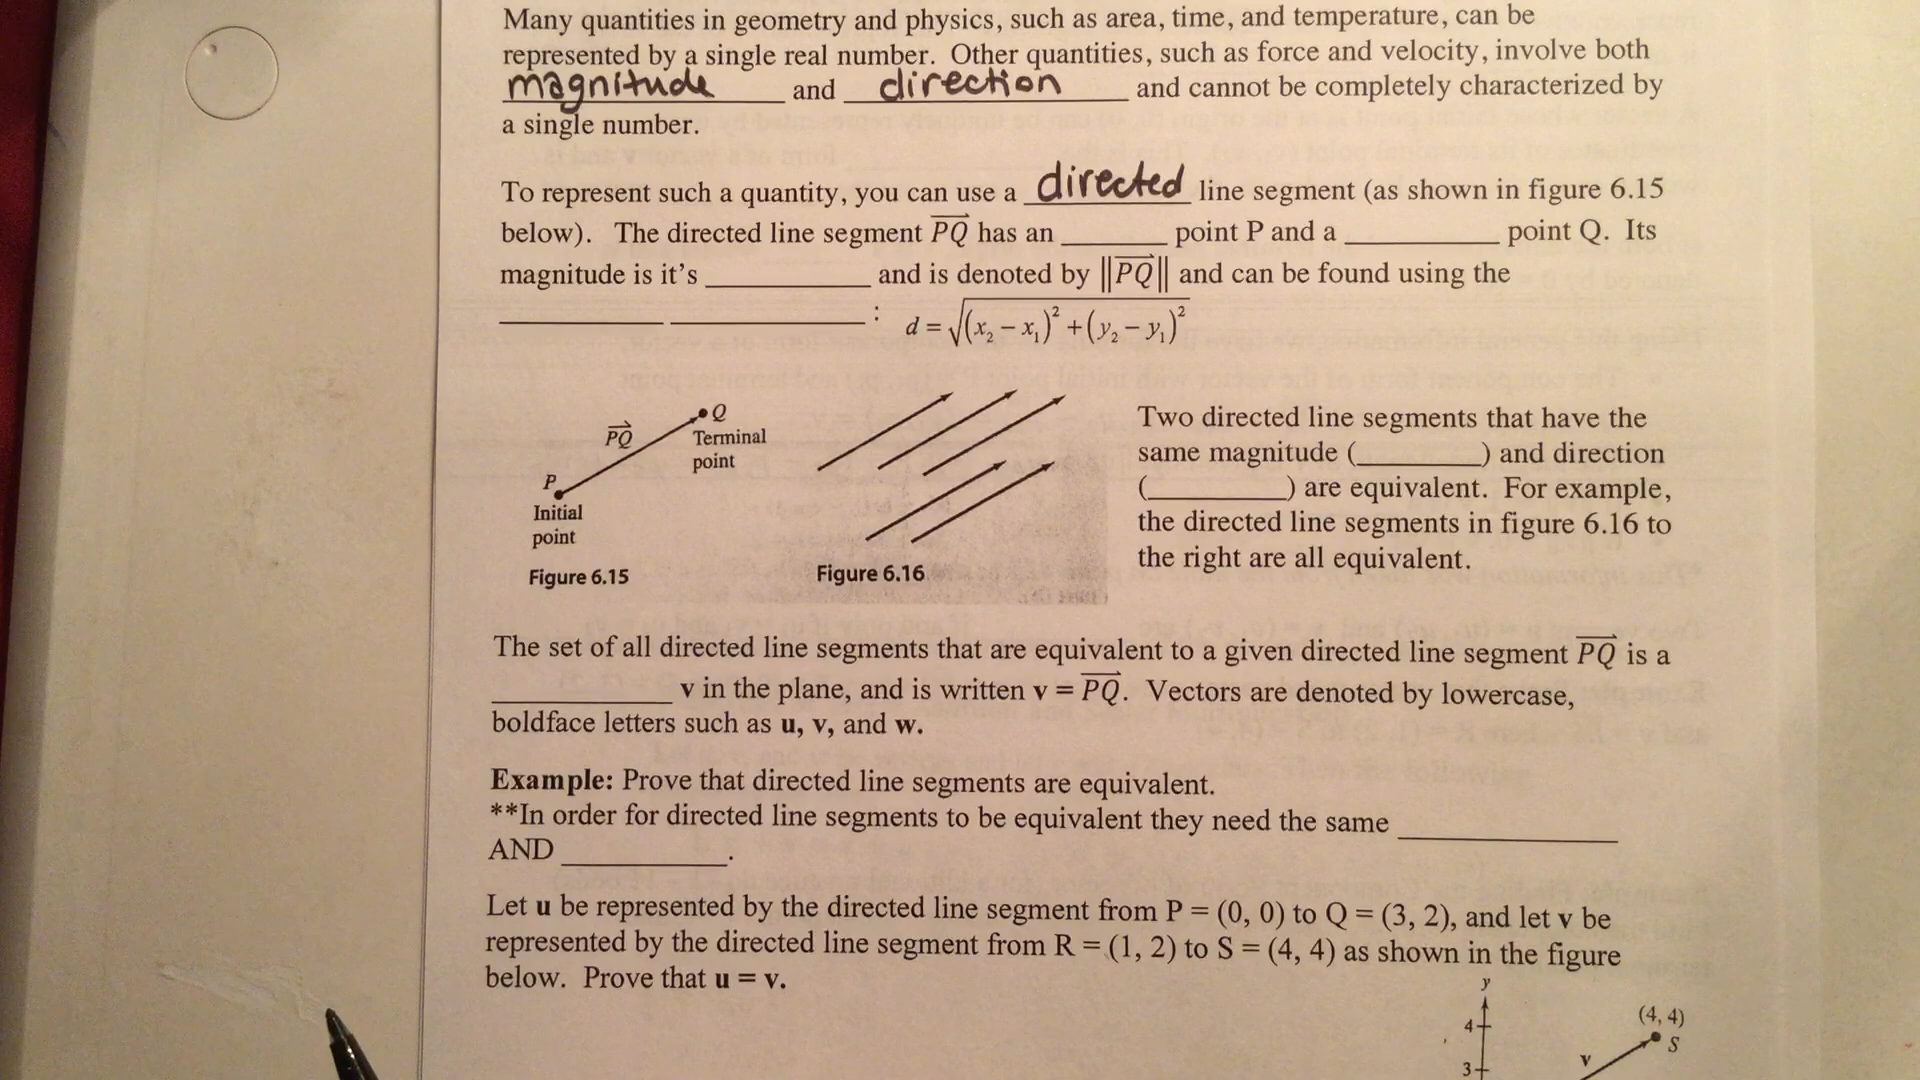 Many quantities in geometry and physics, such as area, time, and temperature, can be
represented by a single real number. Other quantities, such as force and velocity, involve both
magnitude and direction and cannot be completely characterized by
a single number.
To represent such a quantity, you can use a directed line segment (as shown in figure 6.15
below). The directed line segment PQ has an ________ point P and a ___________ point Q. Its
magnitude is it's ____________ and is denoted by ||PQ|| and can be found using the
____________ ______________ : d = √(x₂ − x₁)² + (y₂ − y₁)²
Q
PQ
Terminal
point
P
Initial
point
Figure 6.15
Figure 6.16
Two directed line segments that have the
same magnitude (_________) and direction
(__________) are equivalent. For example,
the directed line segments in figure 6.16 to
the right are all equivalent.
The set of all directed line segments that are equivalent to a given directed line segment PQ is a
_____________ v in the plane, and is written v = PQ. Vectors are denoted by lowercase,
boldface letters such as u, v, and w.
Example: Prove that directed line segments are equivalent.
**In order for directed line segments to be equivalent they need the same ________________
AND ____________.
Let u be represented by the directed line segment from P = (0, 0) to Q = (3, 2), and let v be
represented by the directed line segment from R = (1, 2) to S = (4, 4) as shown in the figure
below. Prove that u = v.
y
4
(4, 4)
S
v
3